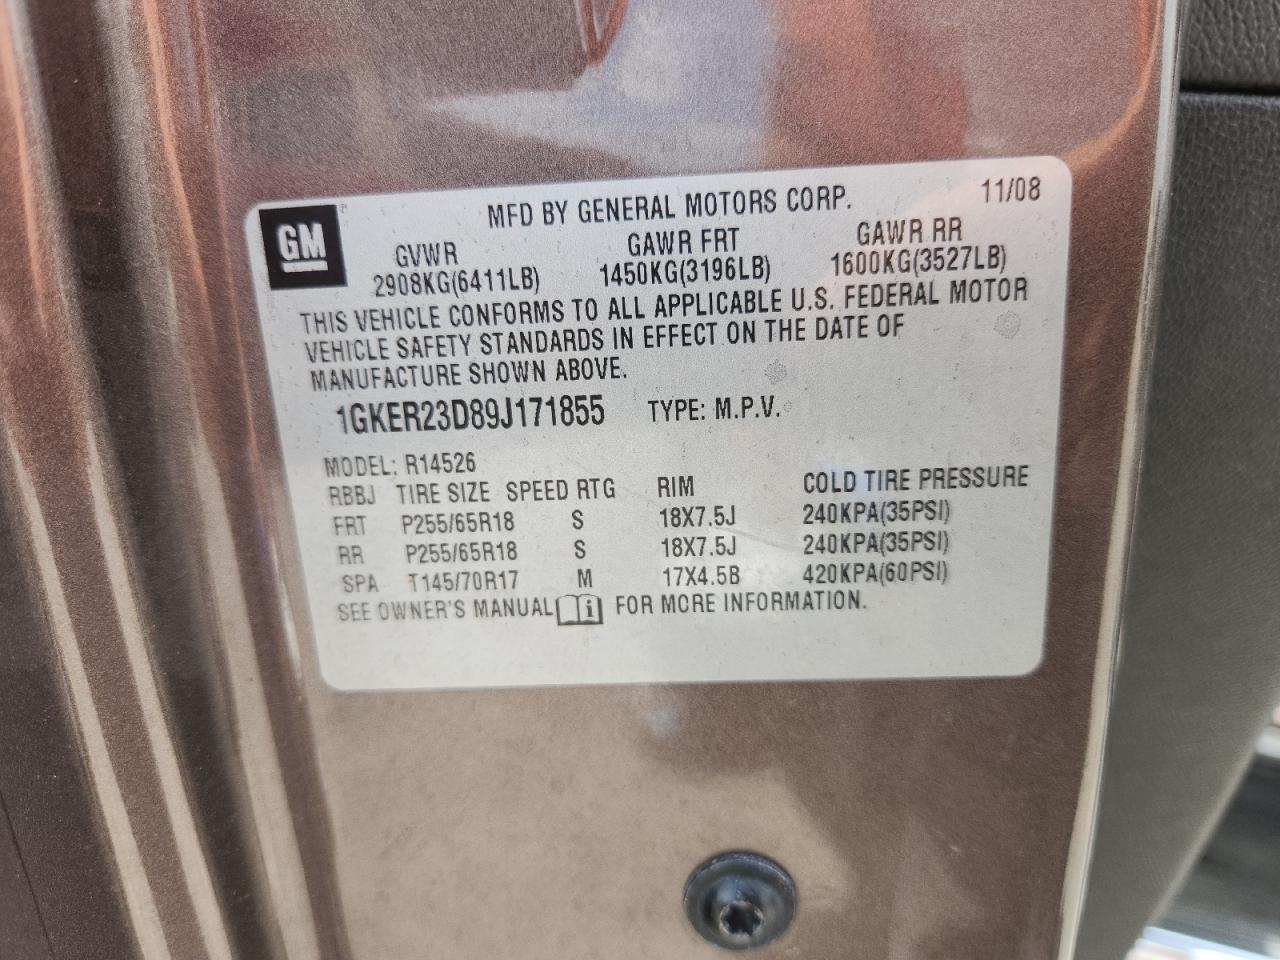 MFD BY GENERAL MOTORS CORP. 11/08
GM
GVWR GAWR FRT GAWR RR
2908KG(6411LB) 1450KG(3196LB) 1600KG(3527LB)
THIS VEHICLE CONFORMS TO ALL APPLICABLE U.S. FEDERAL MOTOR
VEHICLE SAFETY STANDARDS IN EFFECT ON THE DATE OF
MANUFACTURE SHOWN ABOVE.
1GKER23D89J171855 TYPE: M.P.V.
MODEL: R14526
RBBJ TIRE SIZE SPEED RTG RIM COLD TIRE PRESSURE
FRT P255/65R18 S 18X7.5J 240KPA(35PSI)
RR P255/65R18 S 18X7.5J 240KPA(35PSI)
SPA T145/70R17 M 17X4.5B 420KPA(60PSI)
SEE OWNER'S MANUAL i FOR MORE INFORMATION.